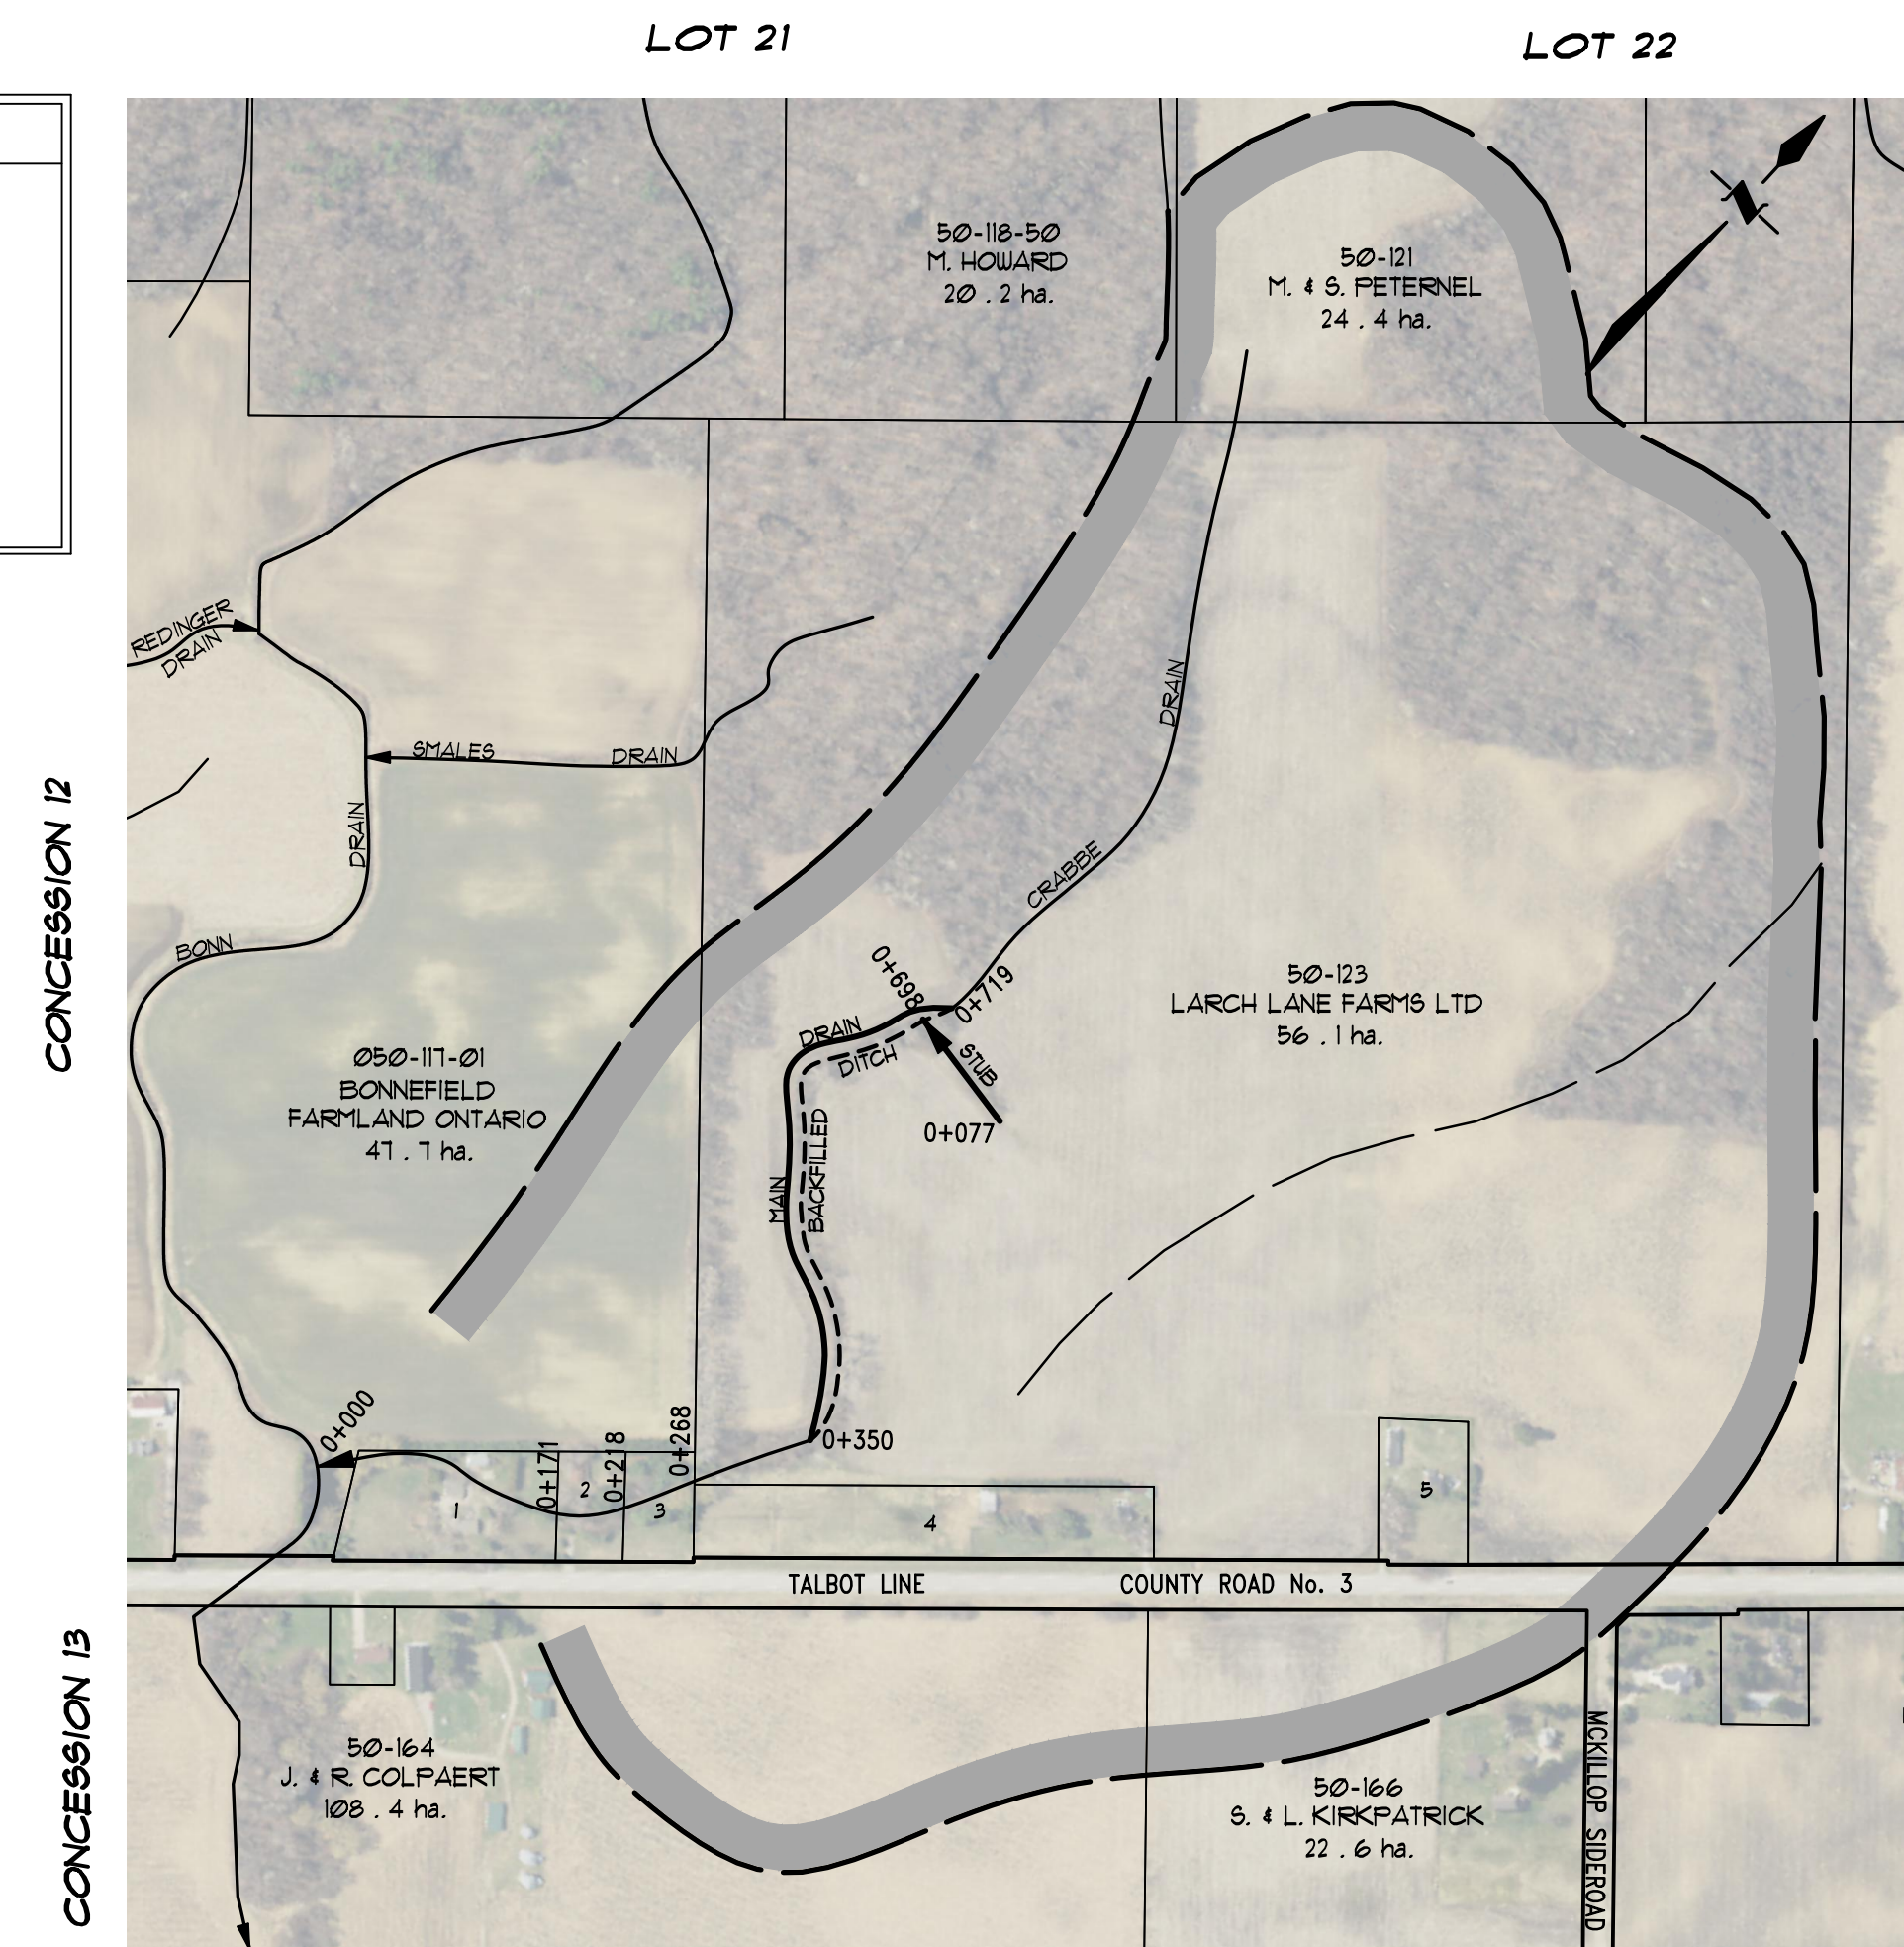 LOT 21
LOT 22
50-118-50
M. HOWARD
20 . 2 ha.
50-121
M. & S. PETERNEL
24 . 4 ha.
N
REDINGER
DRAIN
SMALES DRAIN
DRAIN
BONN
CONCESSION 12
DRAIN
CRABBE
0+698
0+719
DRAIN
DITCH
STUB
0+077
MAIN
BACKFILLED
50-123
LARCH LANE FARMS LTD
56 . 1 ha.
050-117-01
BONNEFIELD
FARMLAND ONTARIO
47 . 7 ha.
0+000
0+171
0+218
0+268
0+350
1
2
3
4
5
TALBOT LINE COUNTY ROAD No. 3
CONCESSION 13
50-164
J. & R. COLPAERT
108 . 4 ha.
50-166
S. & L. KIRKPATRICK
22 . 6 ha.
MCKILLOP SIDEROAD